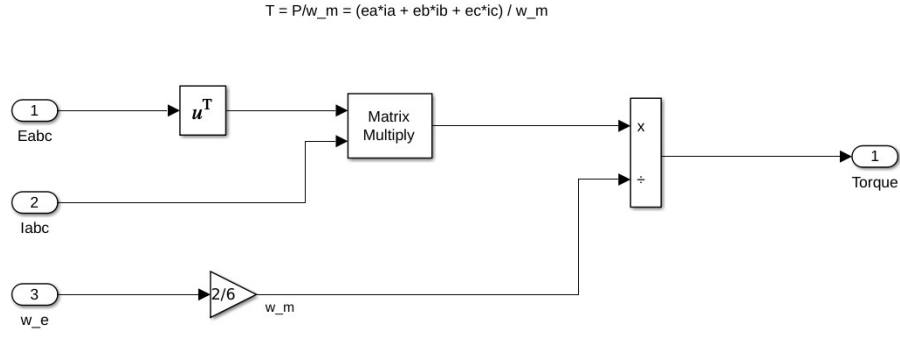 T = P/w_m = (ea*ia + eb*ib + ec*ic) / w_m
1
Eabc
uT
Matrix
Multiply
x
÷
1
Torque
2
Iabc
3
w_e
2/6
w_m